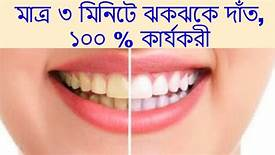 মাত্র ৩ মিনিটে ঝকঝকে দাঁত,
১০০ % কার্যকরী